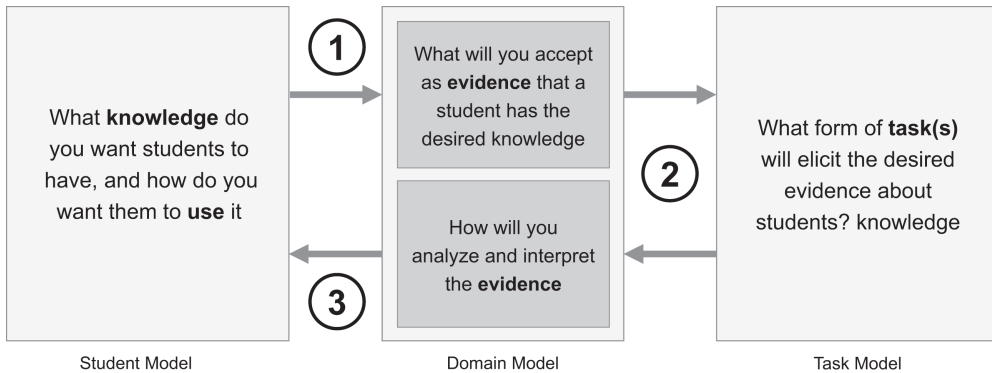 What knowledge do
you want students to
have, and how do you
want them to use it
1
What will you accept
as evidence that a
student has the
desired knowledge
How will you
analyze and interpret
the evidence
3
2
What form of task(s)
will elicit the desired
evidence about
students? knowledge
Student Model
Domain Model
Task Model